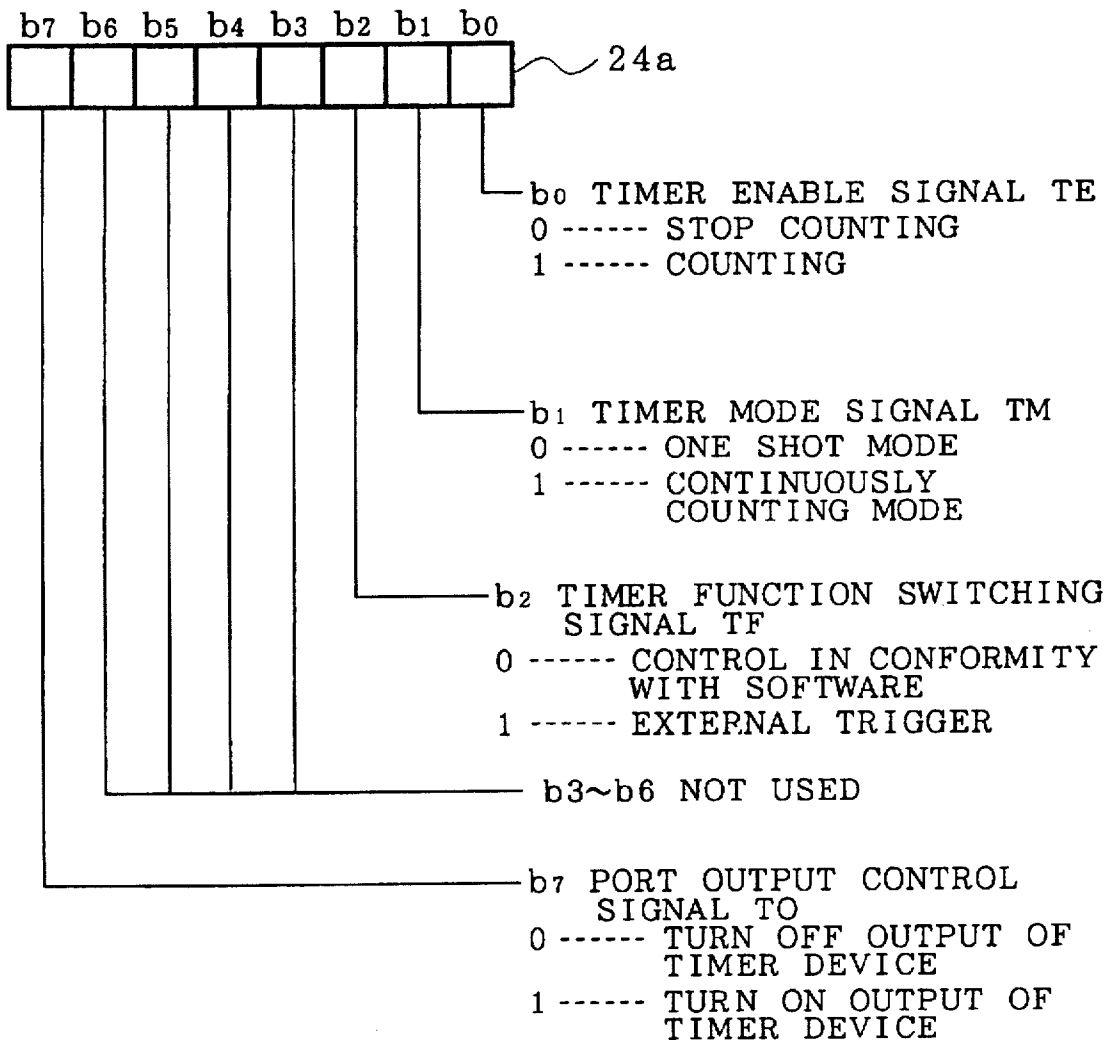 b7 b6 b5 b4 b3 b2 b1 b0
24a
b0 TIMER ENABLE SIGNAL TE
0 ------ STOP COUNTING
1 ------ COUNTING
b1 TIMER MODE SIGNAL TM
0 ------ ONE SHOT MODE
1 ------ CONTINUOUSLY
COUNTING MODE
b2 TIMER FUNCTION SWITCHING
SIGNAL TF
0 ------ CONTROL IN CONFORMITY
WITH SOFTWARE
1 ------ EXTERNAL TRIGGER
b3~b6 NOT USED
b7 PORT OUTPUT CONTROL
SIGNAL TO
0 ------ TURN OFF OUTPUT OF
TIMER DEVICE
1 ------ TURN ON OUTPUT OF
TIMER DEVICE